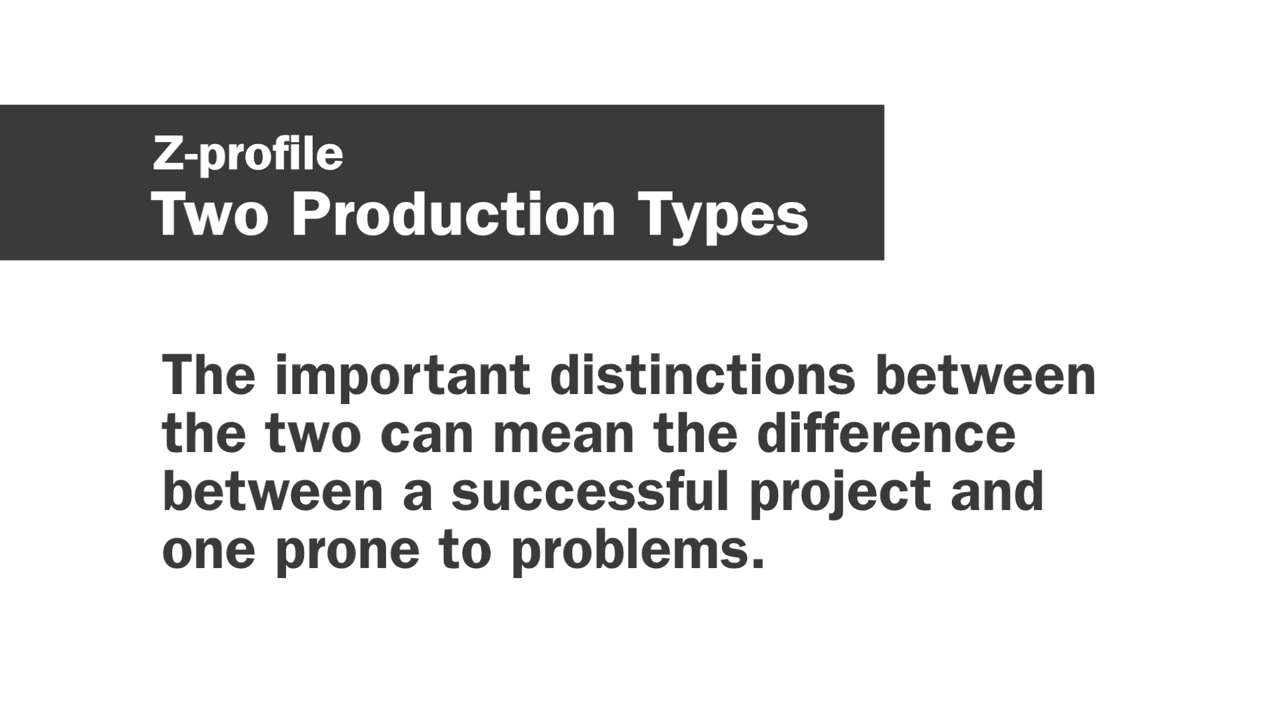 Z-profile
Two Production Types
The important distinctions between
the two can mean the difference
between a successful project and
one prone to problems.